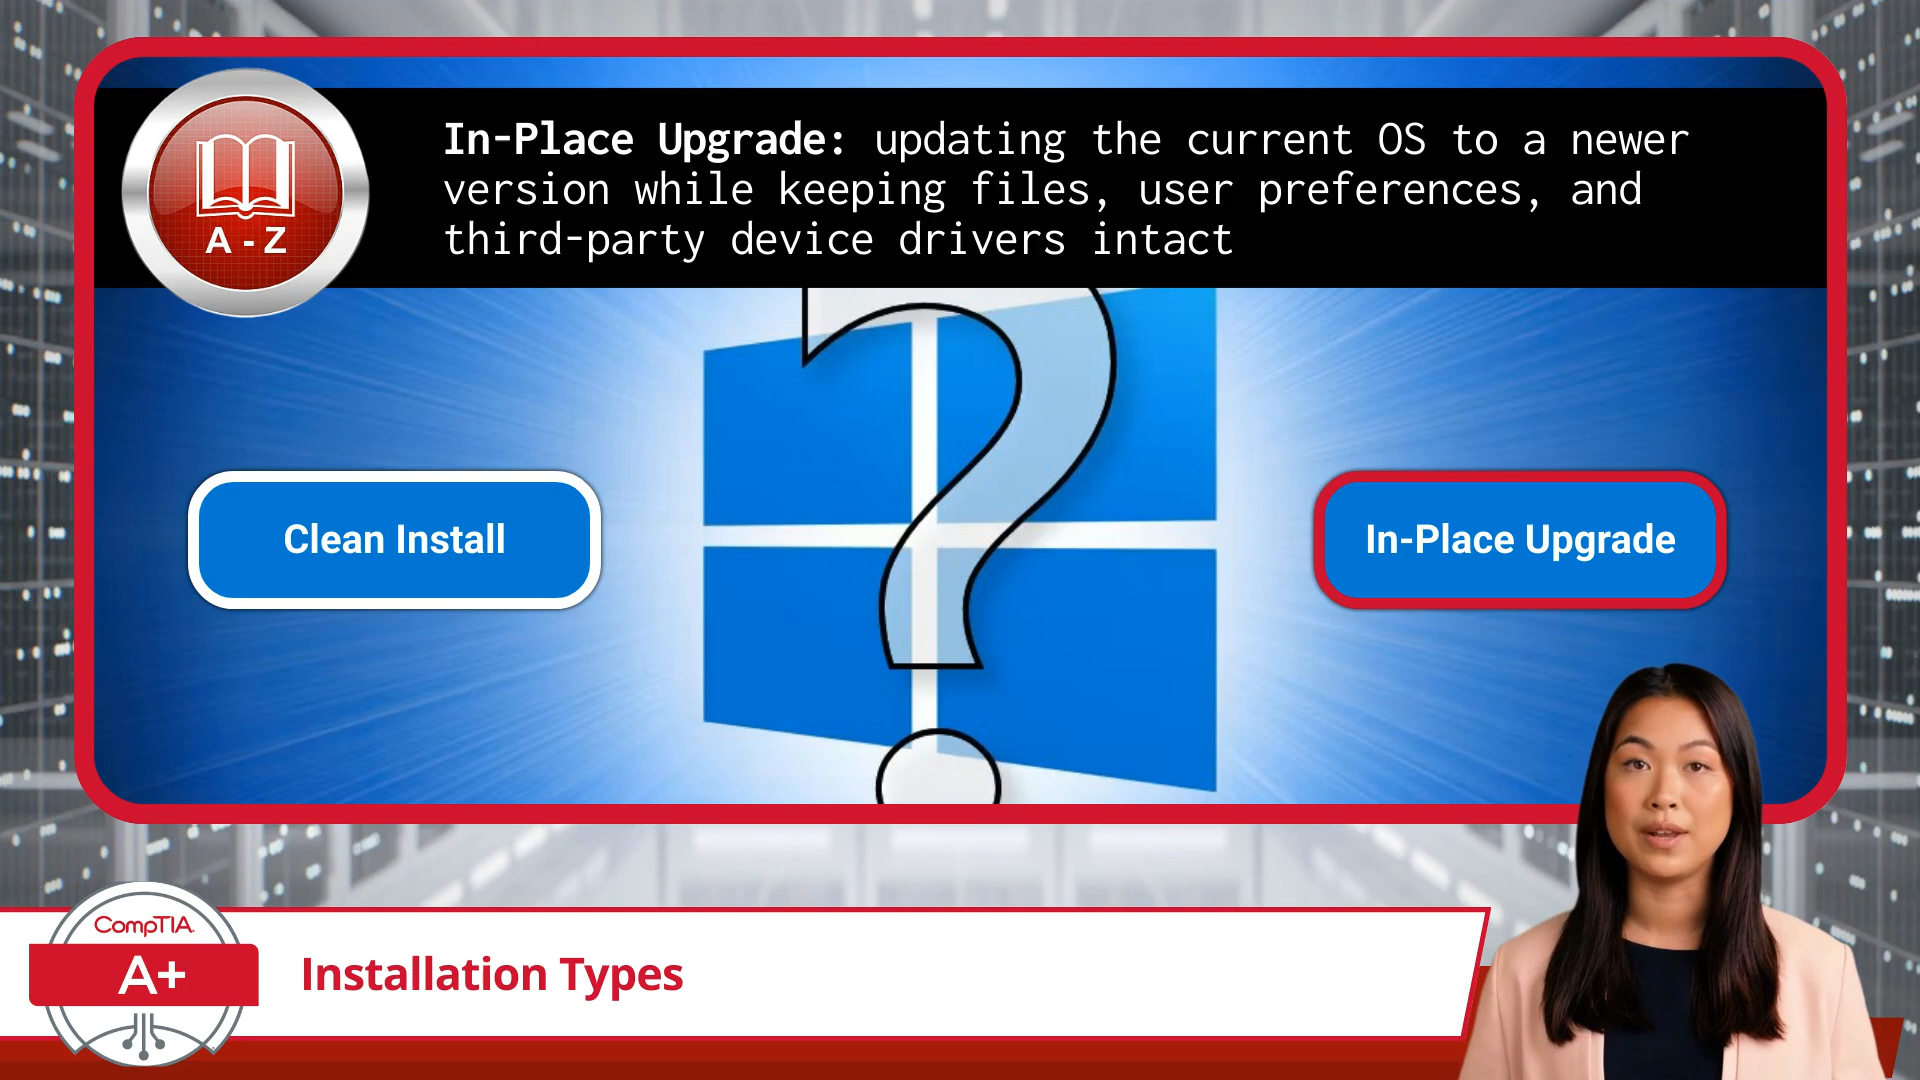 In-Place Upgrade: updating the current OS to a newer
version while keeping files, user preferences, and
third-party device drivers intact
A - Z
Clean Install
In-Place Upgrade
CompTIA.
A+
Installation Types